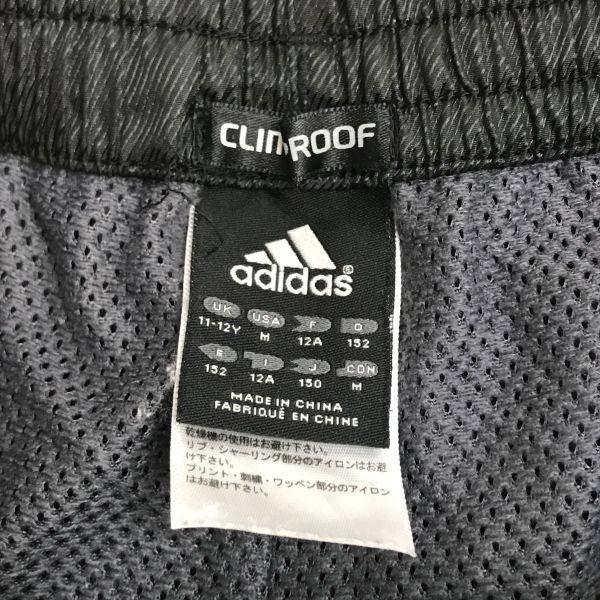 CLIM ROOF
adidas
UK USA F D
11-12Y M 12A 152
E I J CDN
152 12A 150 M
MADE IN CHINA
FABRIQUÉ EN CHINE
乾燥機の使用はお避け下さい。
リブ・シャーリング部分のアイロンはお避
け下さい。
プリント・刺繍・ワッペン部分のアイロン
はお避け下さい。